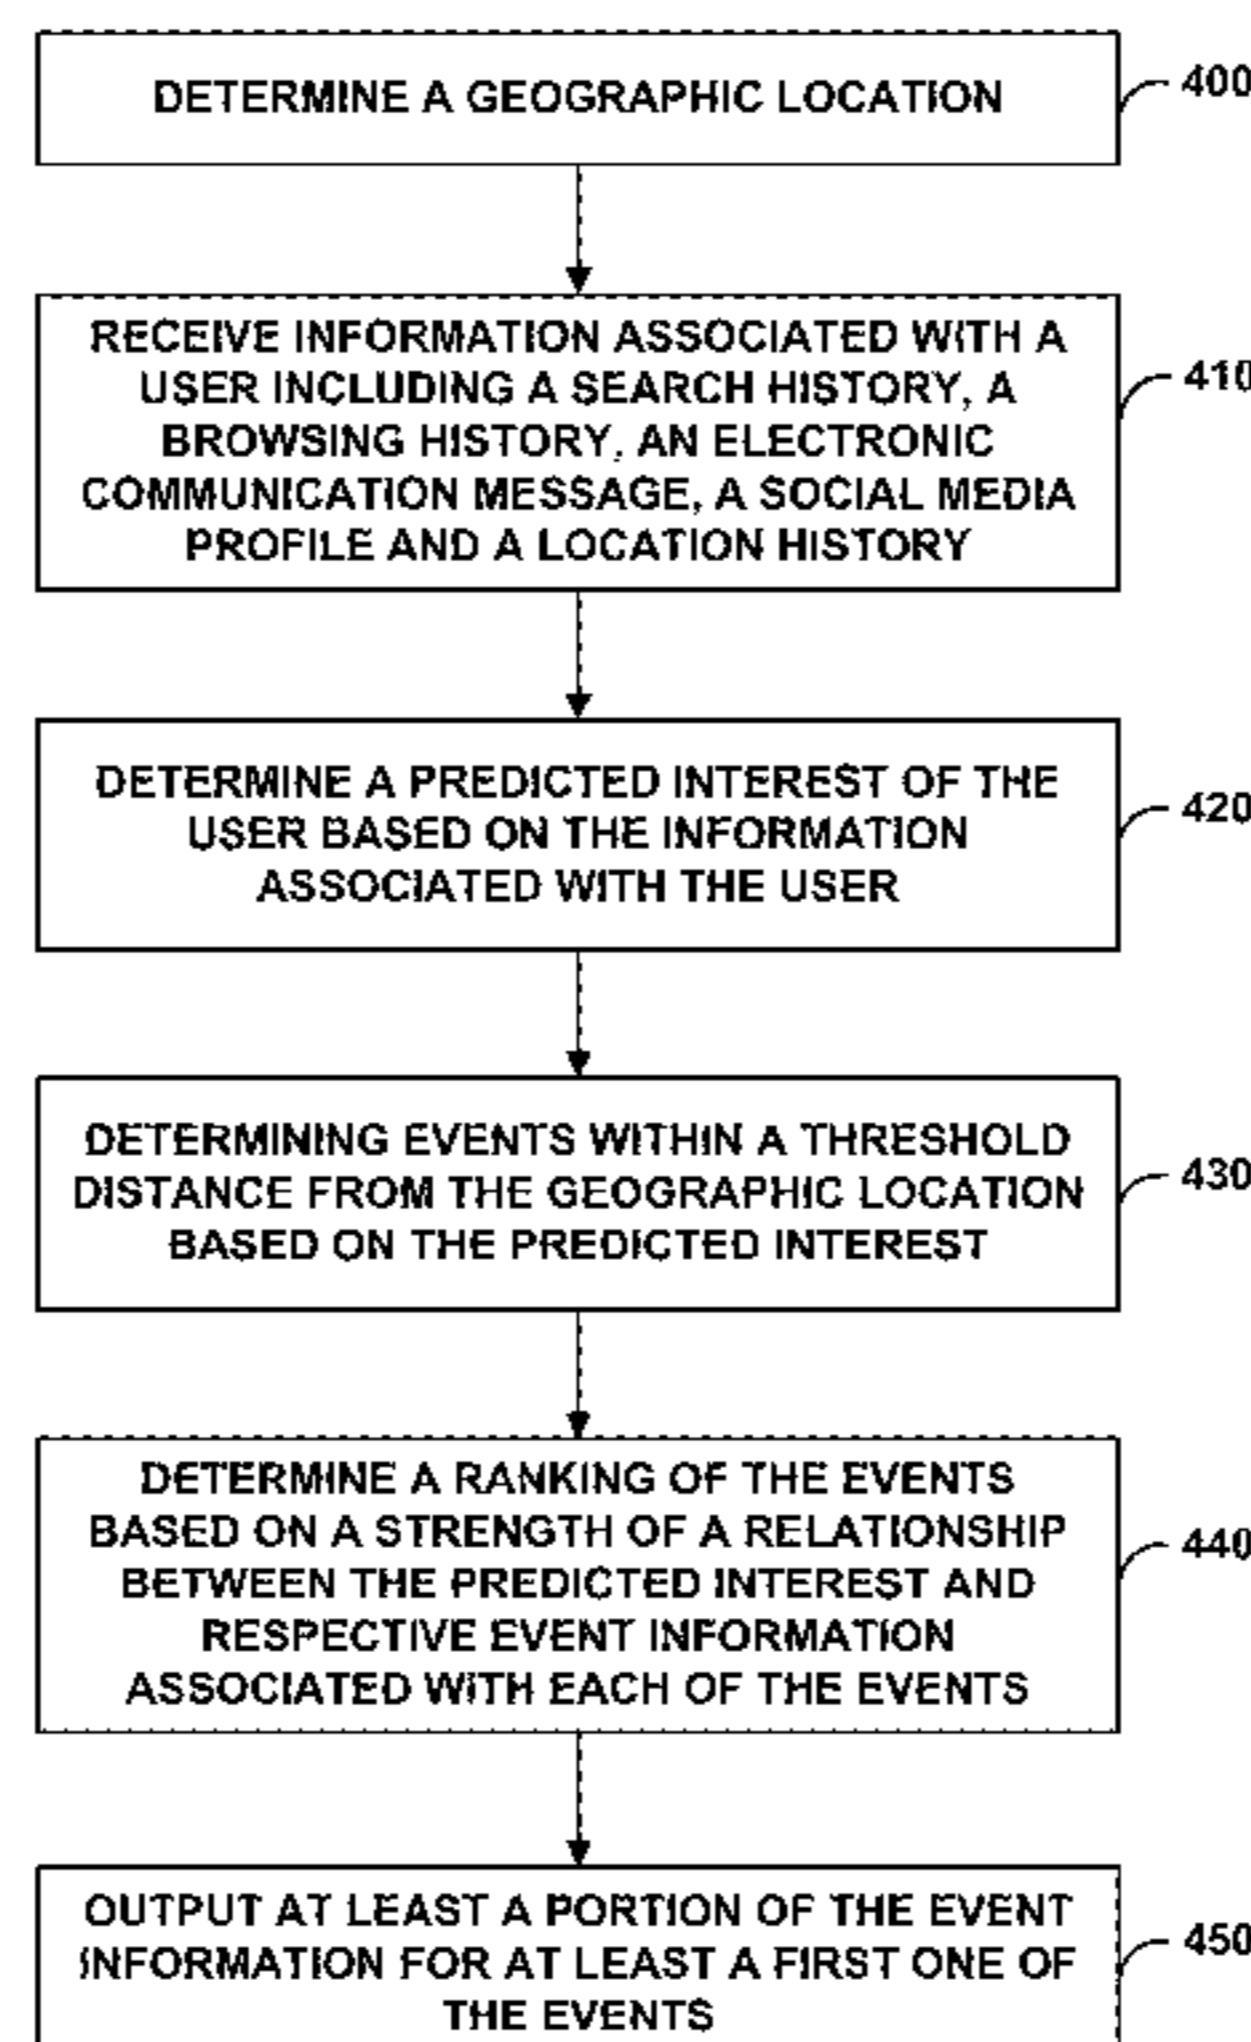 DETERMINE A GEOGRAPHIC LOCATION
400
RECEIVE INFORMATION ASSOCIATED WITH A
USER INCLUDING A SEARCH HISTORY, A
BROWSING HISTORY, AN ELECTRONIC
COMMUNICATION MESSAGE, A SOCIAL MEDIA
PROFILE AND A LOCATION HISTORY
410
DETERMINE A PREDICTED INTEREST OF THE
USER BASED ON THE INFORMATION
ASSOCIATED WITH THE USER
420
DETERMINING EVENTS WITHIN A THRESHOLD
DISTANCE FROM THE GEOGRAPHIC LOCATION
BASED ON THE PREDICTED INTEREST
430
DETERMINE A RANKING OF THE EVENTS
BASED ON A STRENGTH OF A RELATIONSHIP
BETWEEN THE PREDICTED INTEREST AND
RESPECTIVE EVENT INFORMATION
ASSOCIATED WITH EACH OF THE EVENTS
440
OUTPUT AT LEAST A PORTION OF THE EVENT
INFORMATION FOR AT LEAST A FIRST ONE OF
THE EVENTS
450